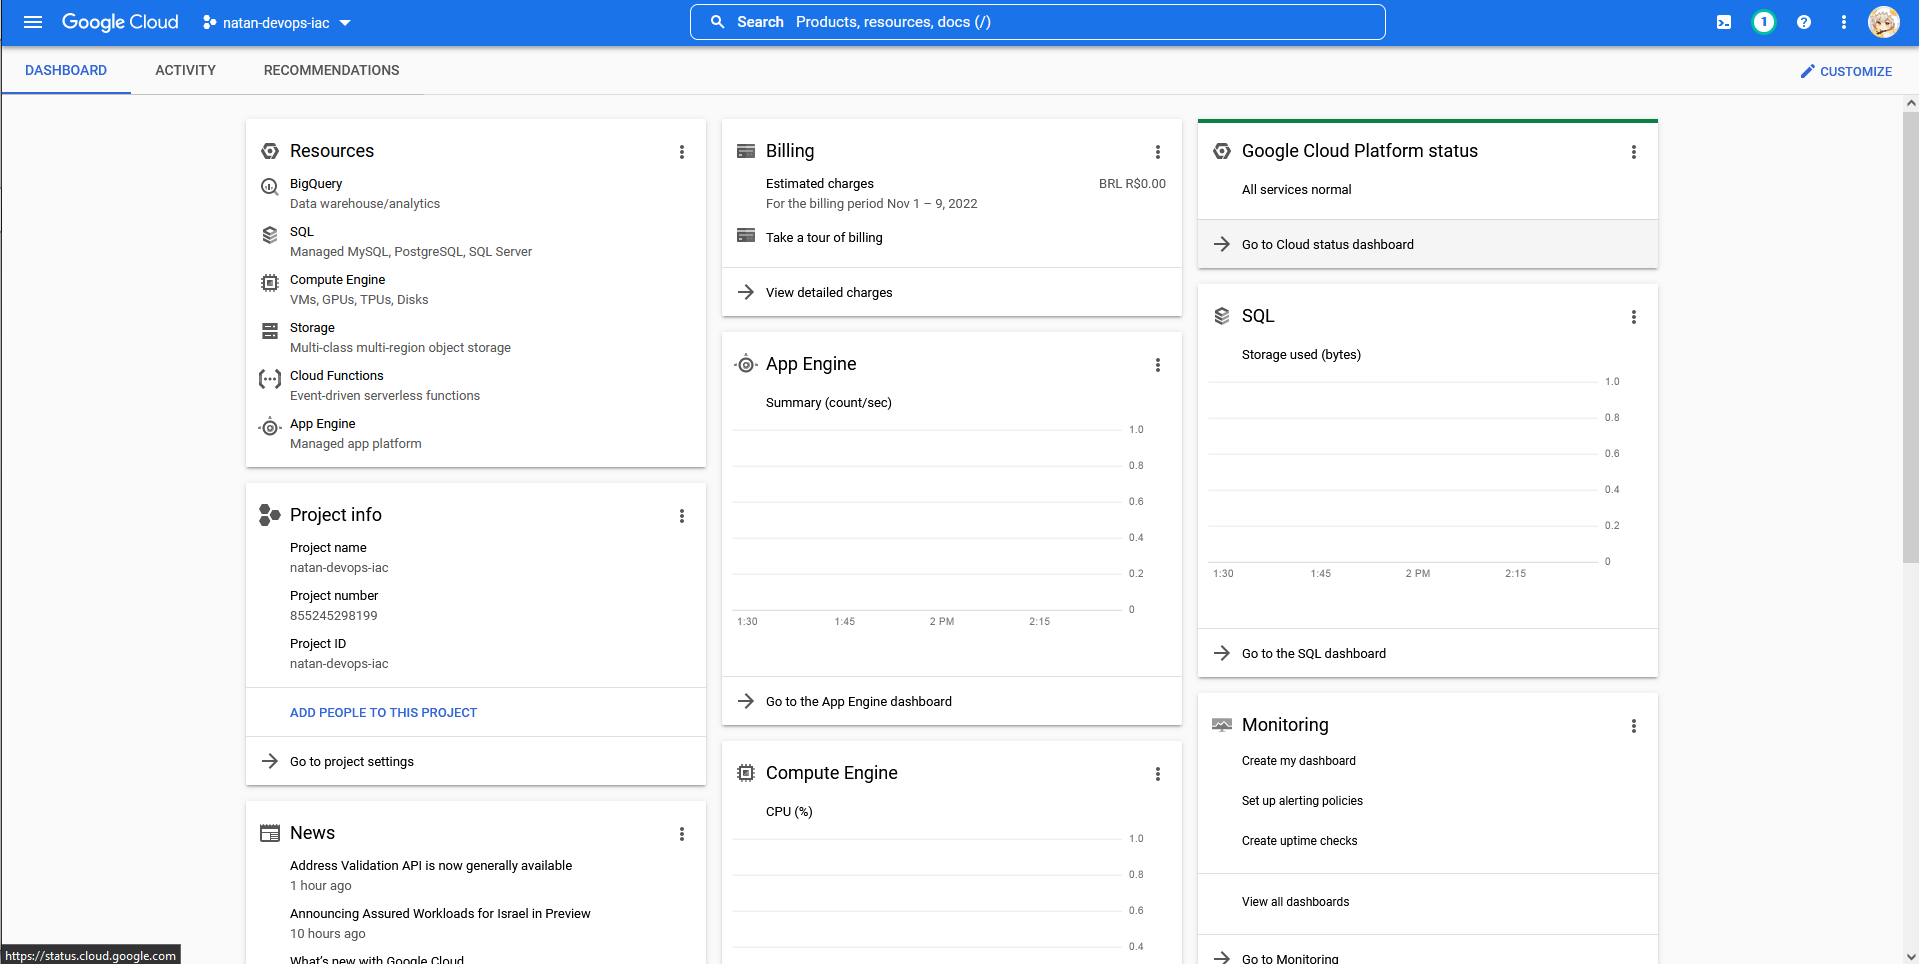 Google Cloud
natan-devops-iac
Search Products, resources, docs (/)
1
DASHBOARD
ACTIVITY
RECOMMENDATIONS
CUSTOMIZE
Resources
BigQuery
Data warehouse/analytics
SQL
Managed MySQL, PostgreSQL, SQL Server
Compute Engine
VMs, GPUs, TPUs, Disks
Storage
Multi-class multi-region object storage
Cloud Functions
Event-driven serverless functions
App Engine
Managed app platform
Project info
Project name
natan-devops-iac
Project number
855245298199
Project ID
natan-devops-iac
ADD PEOPLE TO THIS PROJECT
Go to project settings
News
Address Validation API is now generally available
1 hour ago
Announcing Assured Workloads for Israel in Preview
10 hours ago
What's new with Google Cloud
Billing
Estimated charges BRL R$0.00
For the billing period Nov 1 – 9, 2022
Take a tour of billing
View detailed charges
App Engine
Summary (count/sec)
1.0
0.8
0.6
0.4
0.2
0
1:30 1:45 2 PM 2:15
Go to the App Engine dashboard
Compute Engine
CPU (%)
1.0
0.8
0.6
0.4
Google Cloud Platform status
All services normal
Go to Cloud status dashboard
SQL
Storage used (bytes)
1.0
0.8
0.6
0.4
0.2
0
1:30 1:45 2 PM 2:15
Go to the SQL dashboard
Monitoring
Create my dashboard
Set up alerting policies
Create uptime checks
View all dashboards
Go to Monitoring
https://status.cloud.google.com